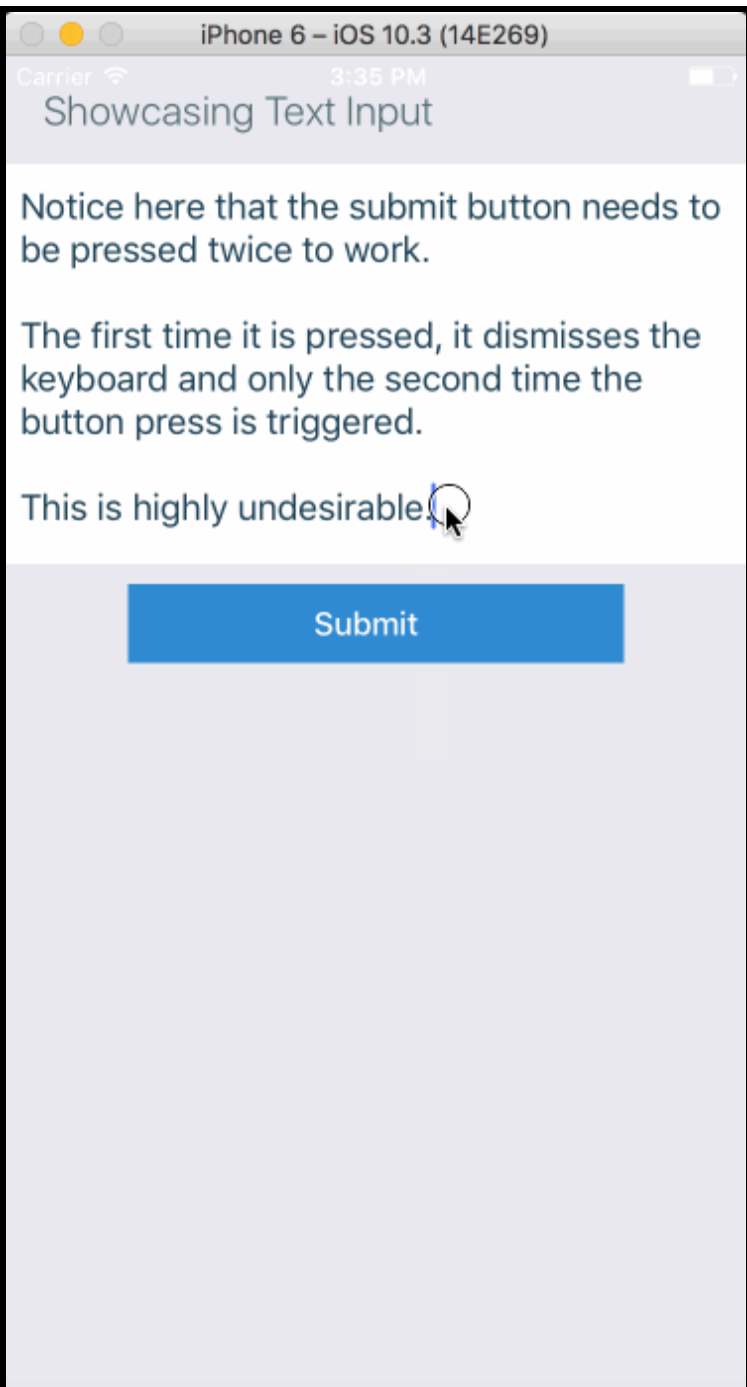 iPhone 6 – iOS 10.3 (14E269)
Carrier 3:35 PM
Showcasing Text Input
Notice here that the submit button needs to
be pressed twice to work.
The first time it is pressed, it dismisses the
keyboard and only the second time the
button press is triggered.
This is highly undesirable.
Submit